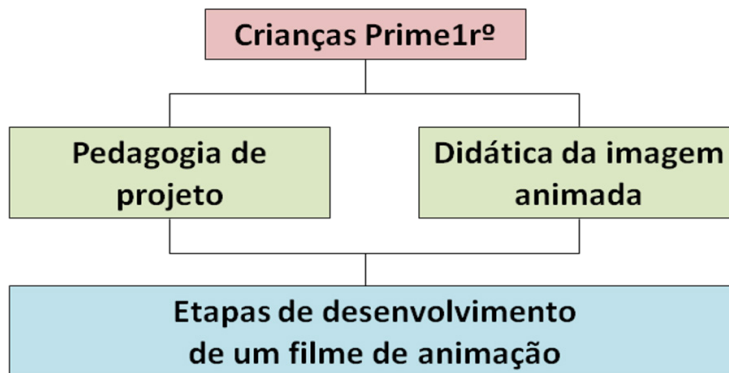 Crianças Prime1rº
Pedagogia de
projeto
Didática da imagem
animada
Etapas de desenvolvimento
de um filme de animação